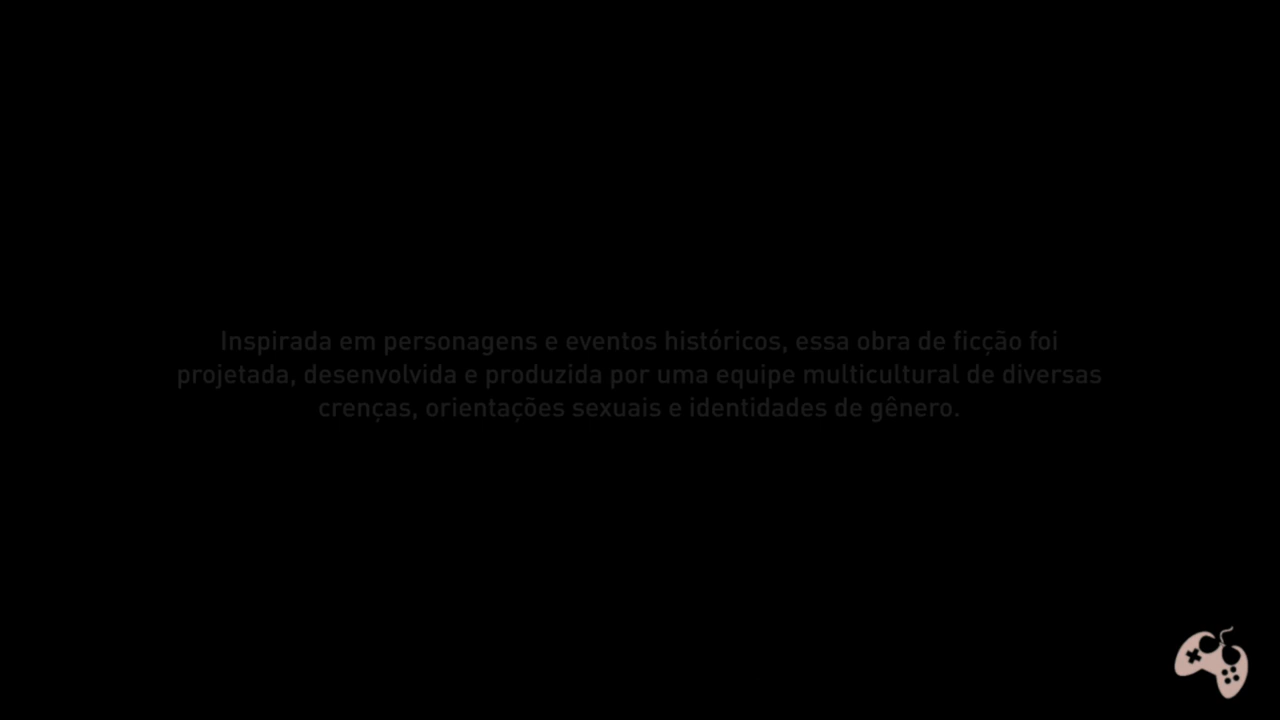 Inspirada em personagens e eventos históricos, essa obra de ficção foi
projetada, desenvolvida e produzida por uma equipe multicultural de diversas
crenças, orientações sexuais e identidades de gênero.